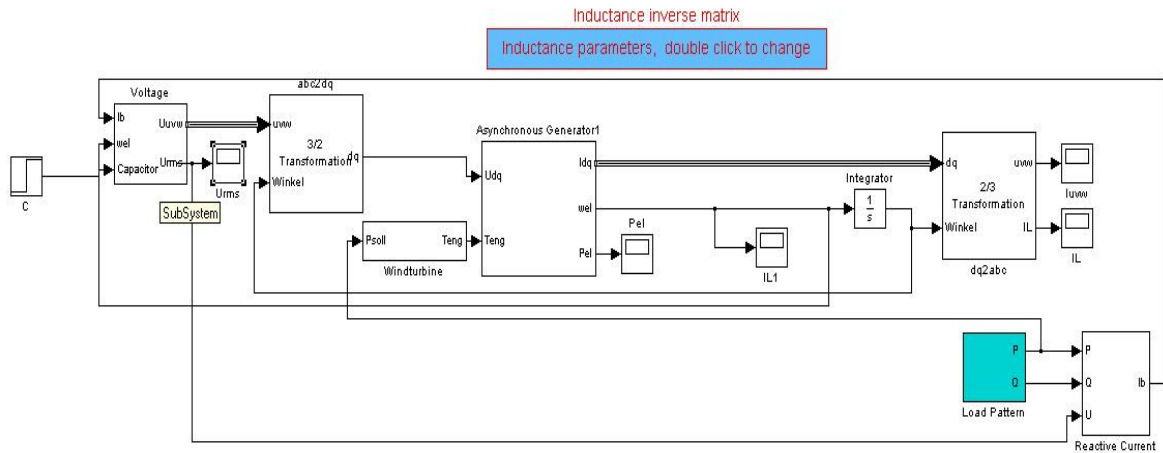 Inductance inverse matrix
Inductance parameters, double click to change
Voltage
Ib
wel
Capacitor
Uuvw
Urms
C
SubSystem
Urms
abc2dq
uvw
3/2
Transformation
dq
Winkel
Psoll
Teng
Windturbine
Asynchronous Generator1
Udq
Teng
Idq
wel
Pel
Pel
IL1
Integrator
1
s
dq
uvw
2/3
Transformation
Winkel
IL
dq2abc
Iuvw
IL
P
Q
Load Pattern
P
Q
U
Ib
Reactive Current